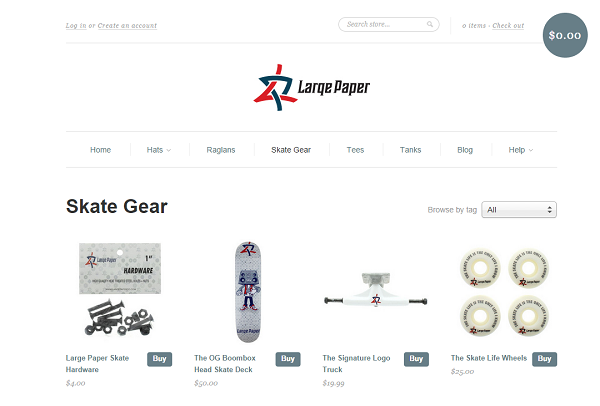 Log in or Create an account
Search store...
0 items - Check out
$0.00
Large Paper
Home
Hats
Raglans
Skate Gear
Tees
Tanks
Blog
Help
Skate Gear
Browse by tag
All
Large Paper
1"
HARDWARE
Large Paper
Large Paper Skate
Hardware
Buy
$4.00
The OG Boombox
Head Skate Deck
Buy
$50.00
The Signature Logo
Truck
Buy
$19.99
The Skate Life Wheels
Buy
$25.00